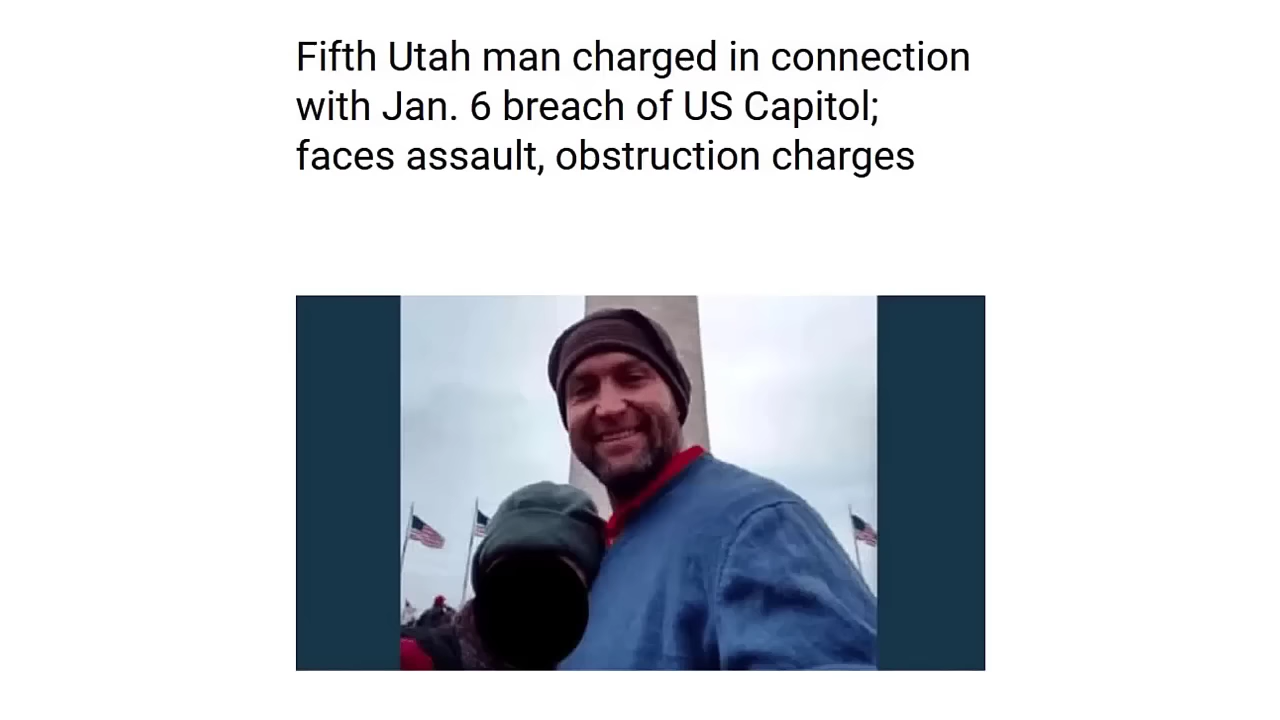 Fifth Utah man charged in connection
with Jan. 6 breach of US Capitol;
faces assault, obstruction charges